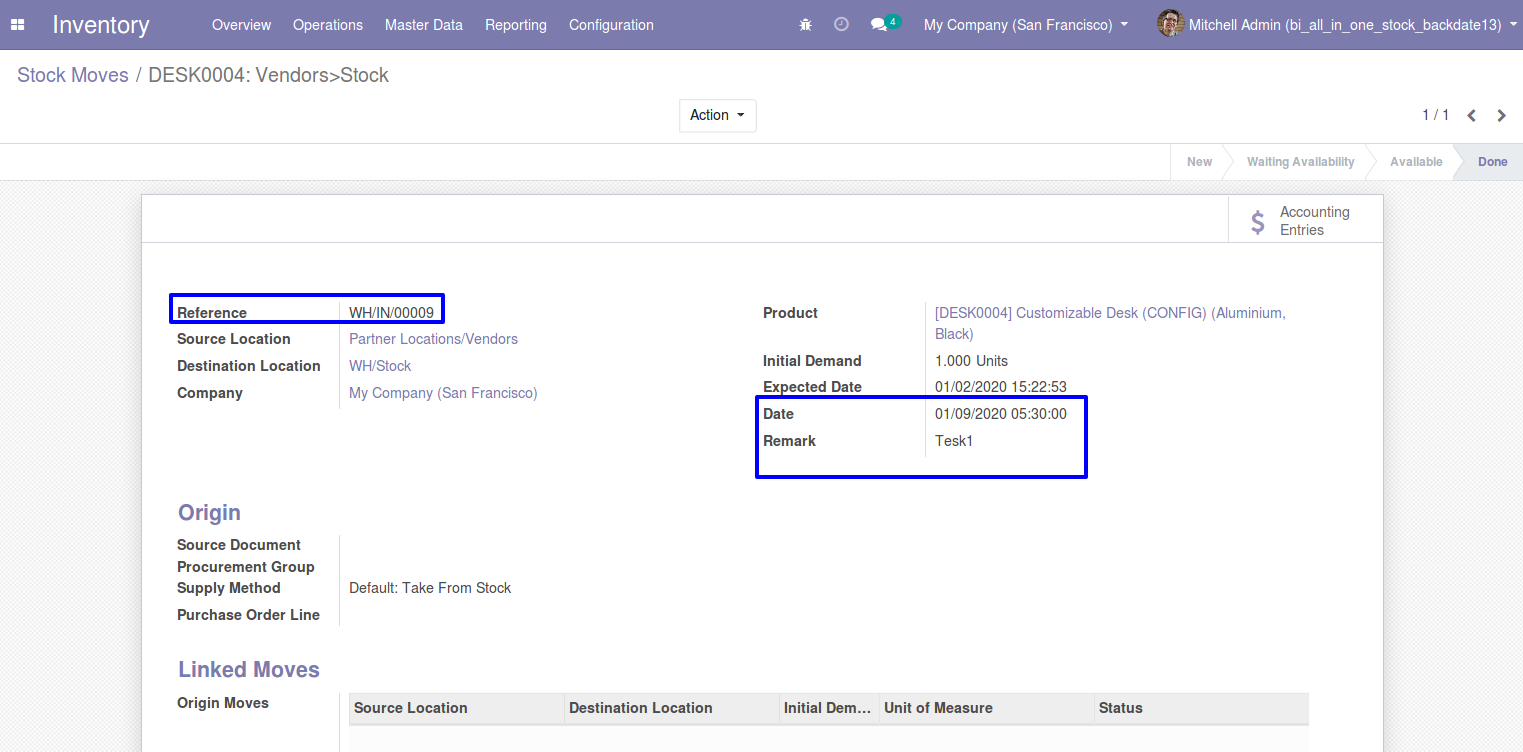 Inventory Overview Operations Master Data Reporting Configuration 4 My Company (San Francisco) Mitchell Admin (bi_all_in_one_stock_backdate13)
Stock Moves / DESK0004: Vendors>Stock
Action 1 / 1
New Waiting Availability Available Done
$ Accounting
Entries
Reference WH/IN/00009
Source Location Partner Locations/Vendors
Destination Location WH/Stock
Company My Company (San Francisco)
Product [DESK0004] Customizable Desk (CONFIG) (Aluminium,
Black)
Initial Demand 1.000 Units
Expected Date 01/02/2020 15:22:53
Date 01/09/2020 05:30:00
Remark Tesk1
Origin
Source Document
Procurement Group
Supply Method Default: Take From Stock
Purchase Order Line
Linked Moves
Origin Moves Source Location Destination Location Initial Dem... Unit of Measure Status